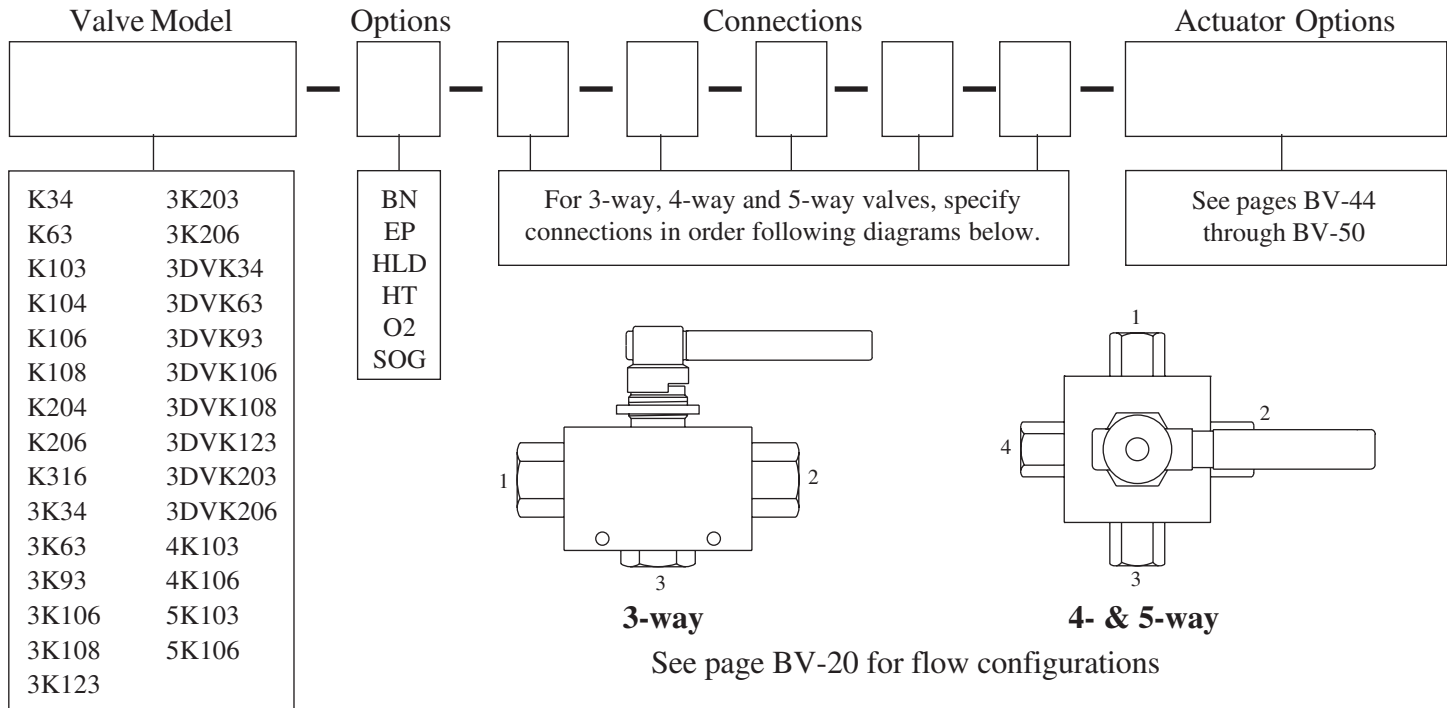 Valve Model
Options
Connections
Actuator Options
K34
K63
K103
K104
K106
K108
K204
K206
K316
3K34
3K63
3K93
3K106
3K108
3K123
3K203
3K206
3DVK34
3DVK63
3DVK93
3DVK106
3DVK108
3DVK123
3DVK203
3DVK206
4K103
4K106
5K103
5K106
BN
EP
HLD
HT
O2
SOG
For 3-way, 4-way and 5-way valves, specify
connections in order following diagrams below.
See pages BV-44
through BV-50
1
2
3
3-way
1
2
4
3
4- & 5-way
See page BV-20 for flow configurations